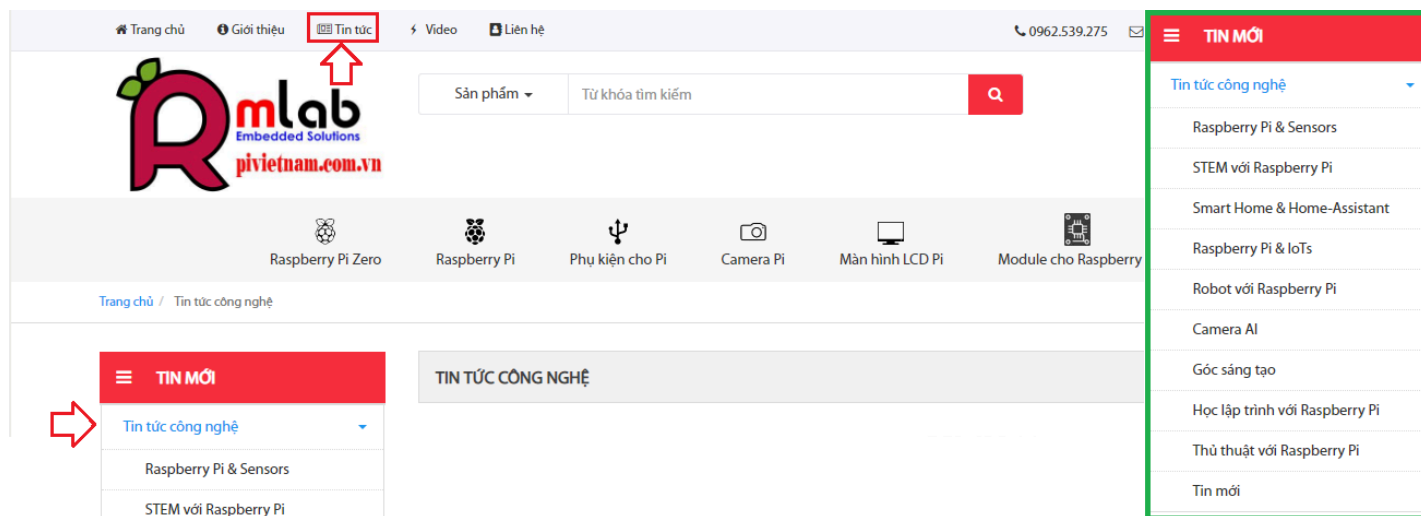 Trang chủ Giới thiệu Tin tức Video Liên hệ 0962.539.275
mlab
Embedded Solutions
pivietnam.com.vn
Sản phẩm Từ khóa tìm kiếm
Raspberry Pi Zero Raspberry Pi Phụ kiện cho Pi Camera Pi Màn hình LCD Pi Module cho Raspberry
Trang chủ / Tin tức công nghệ
TIN MỚI
Tin tức công nghệ
Raspberry Pi & Sensors
STEM với Raspberry Pi
TIN TỨC CÔNG NGHỆ
TIN MỚI
Tin tức công nghệ
Raspberry Pi & Sensors
STEM với Raspberry Pi
Smart Home & Home-Assistant
Raspberry Pi & IoTs
Robot với Raspberry Pi
Camera AI
Góc sáng tạo
Học lập trình với Raspberry Pi
Thủ thuật với Raspberry Pi
Tin mới